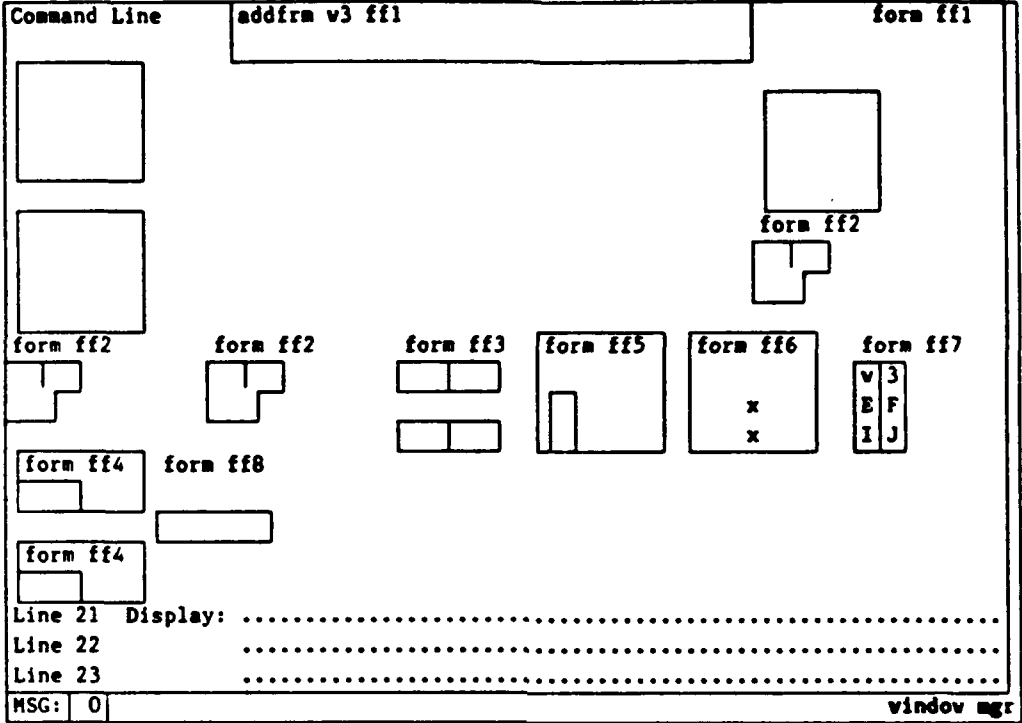 Command Line addfrm v3 ff1 form ff1
form ff2
form ff2 form ff2 form ff3 form ff5 form ff6 form ff7
v 3
x E F
x I J
form ff4 form ff8
form ff4
Line 21 Display: ............................................................
Line 22 ............................................................
Line 23 ............................................................
MSG: 0 window mgr